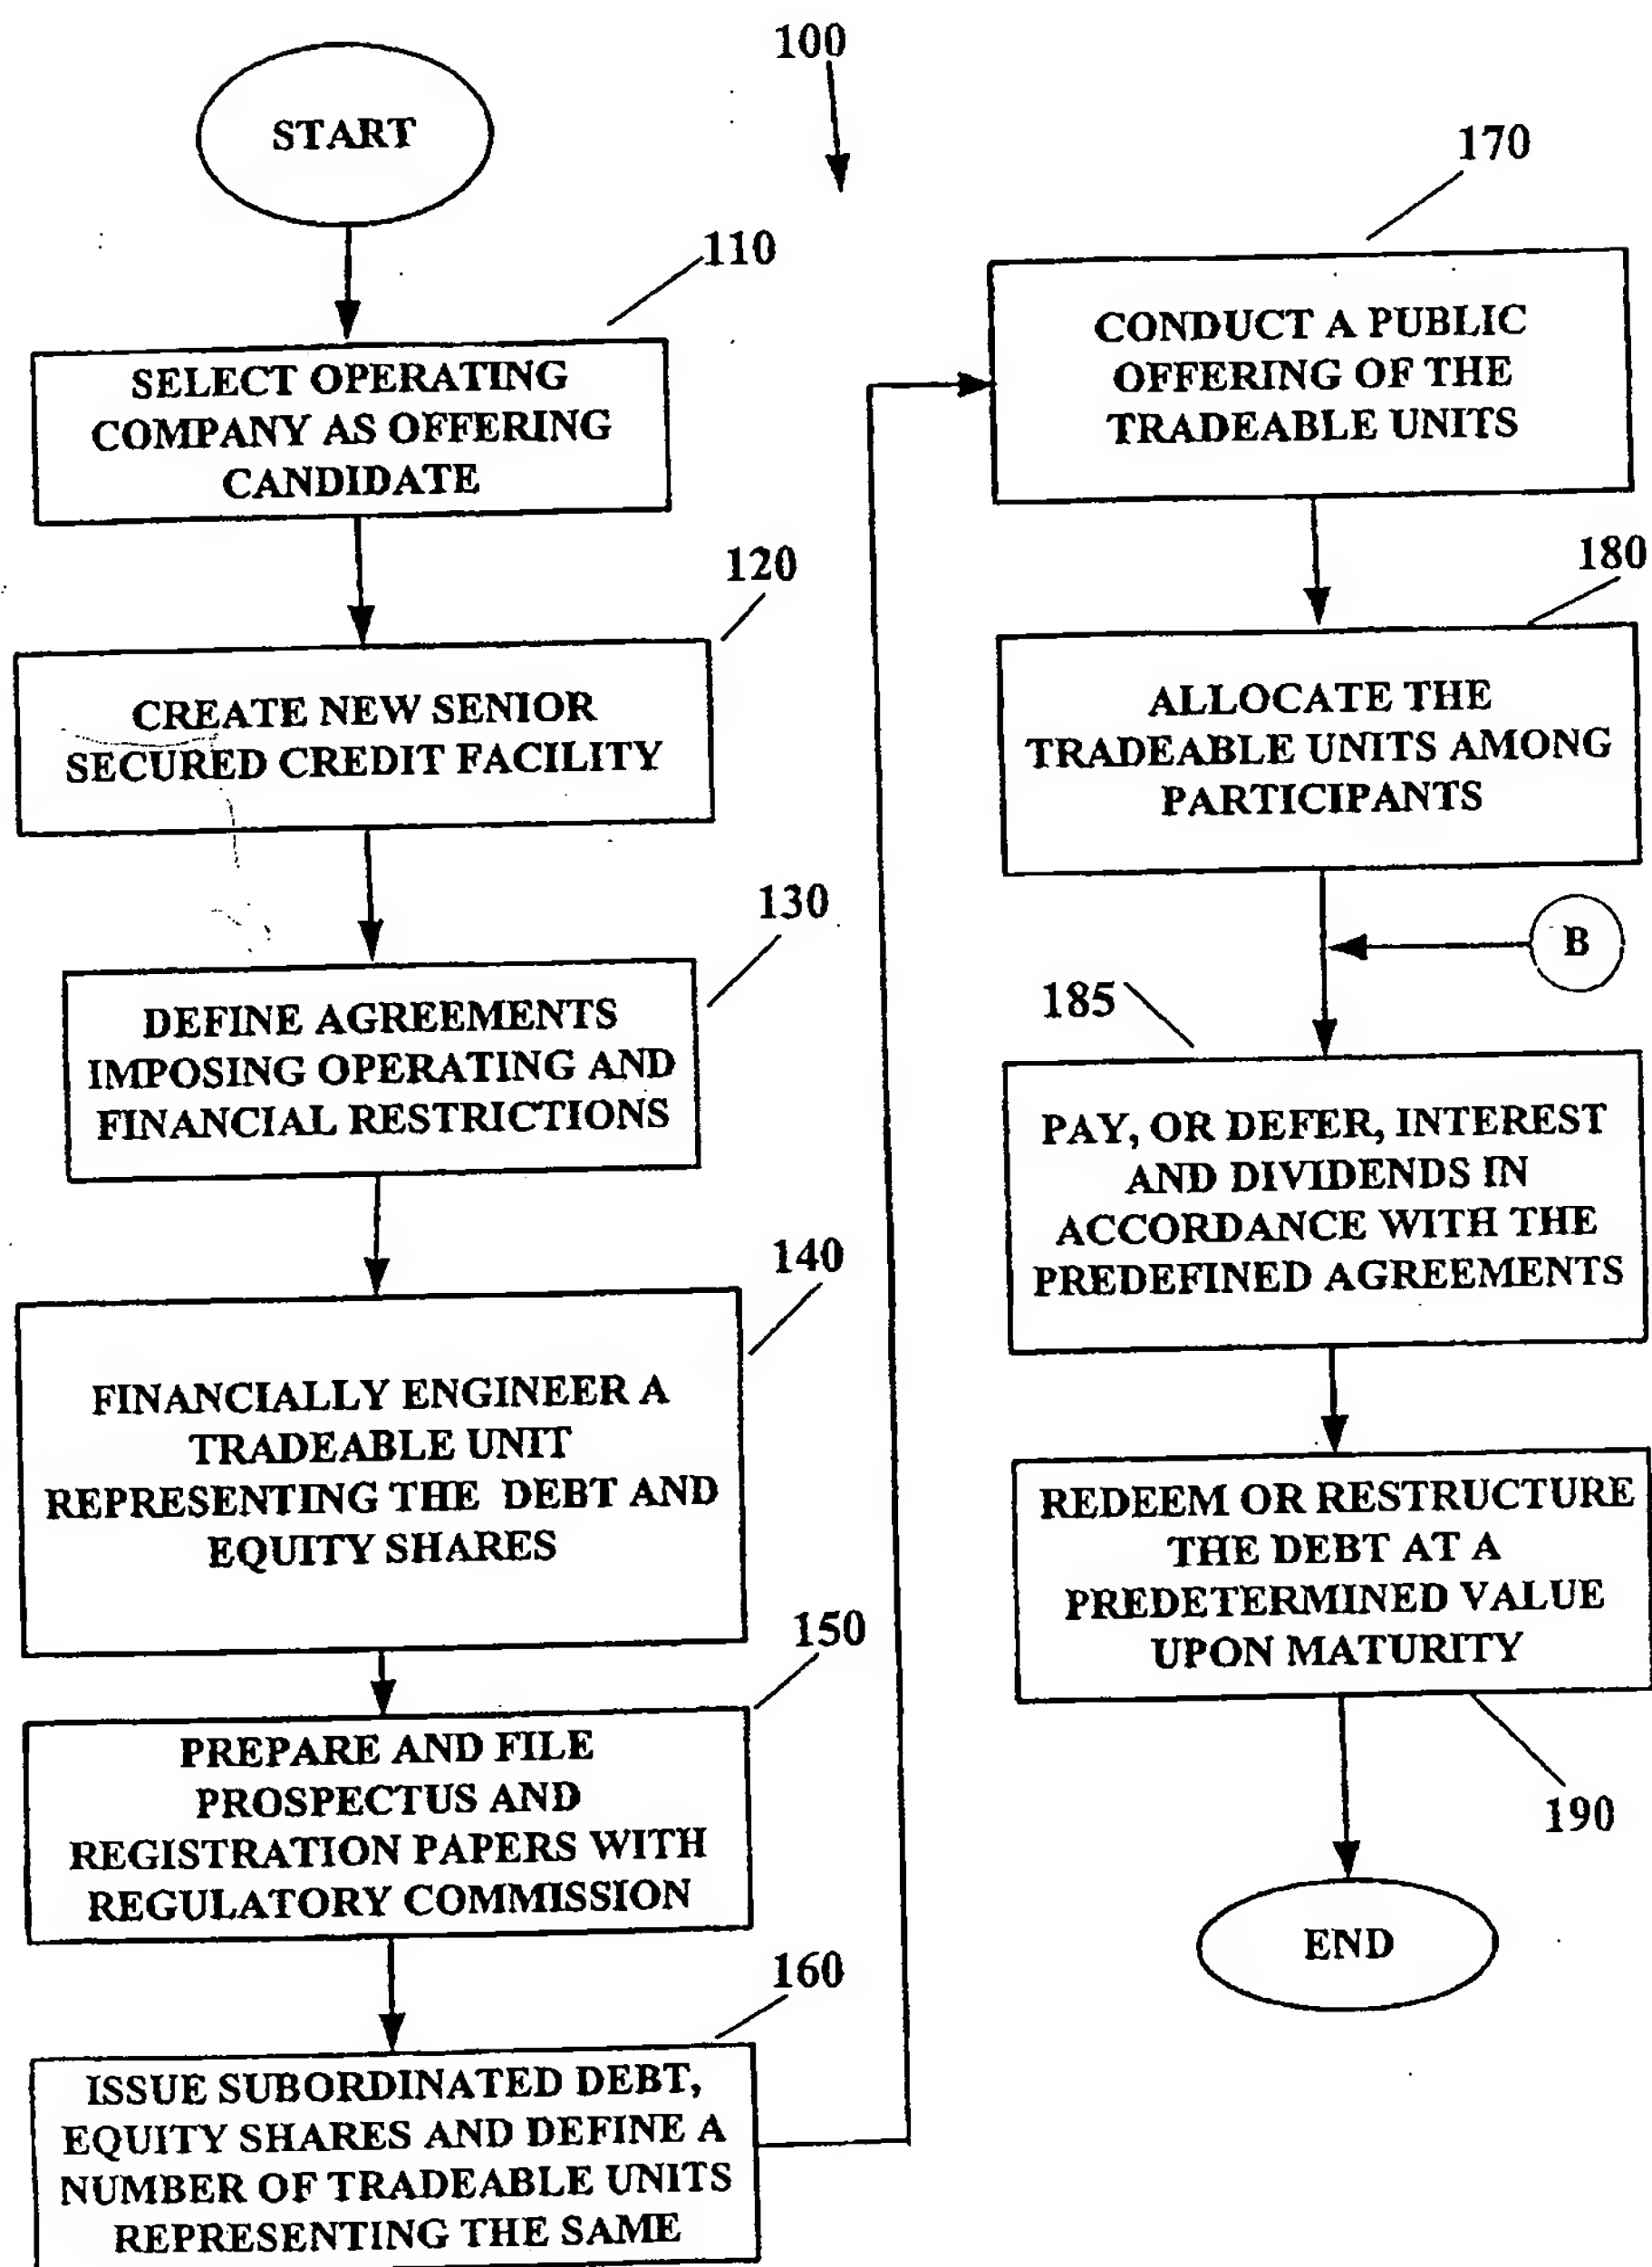 100
START
110
SELECT OPERATING
COMPANY AS OFFERING
CANDIDATE
120
CREATE NEW SENIOR
SECURED CREDIT FACILITY
130
DEFINE AGREEMENTS
IMPOSING OPERATING AND
FINANCIAL RESTRICTIONS
140
FINANCIALLY ENGINEER A
TRADEABLE UNIT
REPRESENTING THE DEBT AND
EQUITY SHARES
150
PREPARE AND FILE
PROSPECTUS AND
REGISTRATION PAPERS WITH
REGULATORY COMMISSION
160
ISSUE SUBORDINATED DEBT,
EQUITY SHARES AND DEFINE A
NUMBER OF TRADEABLE UNITS
REPRESENTING THE SAME
170
CONDUCT A PUBLIC
OFFERING OF THE
TRADEABLE UNITS
180
ALLOCATE THE
TRADEABLE UNITS AMONG
PARTICIPANTS
B
185
PAY, OR DEFER, INTEREST
AND DIVIDENDS IN
ACCORDANCE WITH THE
PREDEFINED AGREEMENTS
REDEEM OR RESTRUCTURE
THE DEBT AT A
PREDETERMINED VALUE
UPON MATURITY
190
END